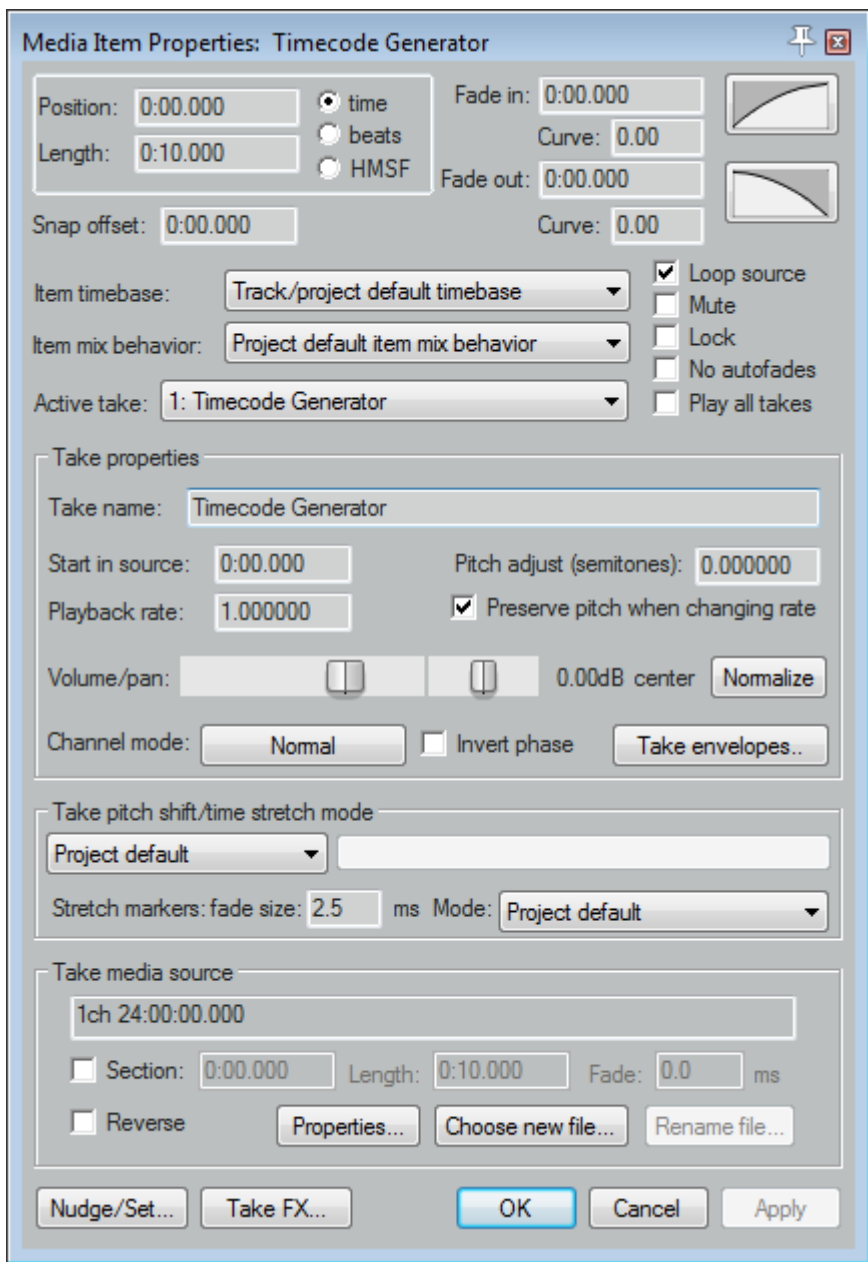 Media Item Properties: Timecode Generator
Position: 0:00.000 time Fade in: 0:00.000
beats Curve: 0.00
Length: 0:10.000 HMSF Fade out: 0:00.000
Snap offset: 0:00.000 Curve: 0.00
Item timebase: Track/project default timebase Loop source
Mute
Item mix behavior: Project default item mix behavior Lock
No autofades
Active take: 1: Timecode Generator Play all takes
Take properties
Take name: Timecode Generator
Start in source: 0:00.000 Pitch adjust (semitones): 0.000000
Playback rate: 1.000000 Preserve pitch when changing rate
Volume/pan: 0.00dB center Normalize
Channel mode: Normal Invert phase Take envelopes..
Take pitch shift/time stretch mode
Project default
Stretch markers: fade size: 2.5 ms Mode: Project default
Take media source
1ch 24:00:00.000
Section: 0:00.000 Length: 0:10.000 Fade: 0.0 ms
Reverse Properties... Choose new file... Rename file...
Nudge/Set... Take FX... OK Cancel Apply